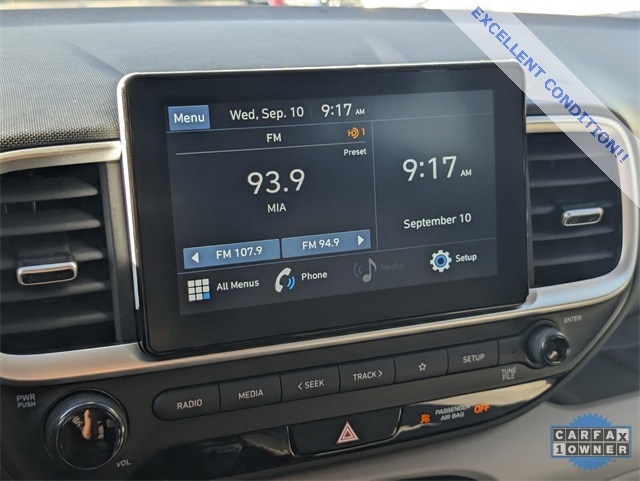 EXCELLENT CONDITION!!
Menu
Wed, Sep. 10
9:17 AM
FM
1
Preset
93.9
MIA
9:17 AM
September 10
FM 107.9
FM 94.9
All Menus
Phone
Media
Setup
PWR
PUSH
VOL
RADIO
MEDIA
< SEEK
TRACK >
☆
SETUP
ENTER
TUNE
FILE
PASSENGER
AIR BAG
OFF
CARFAX
1 OWNER